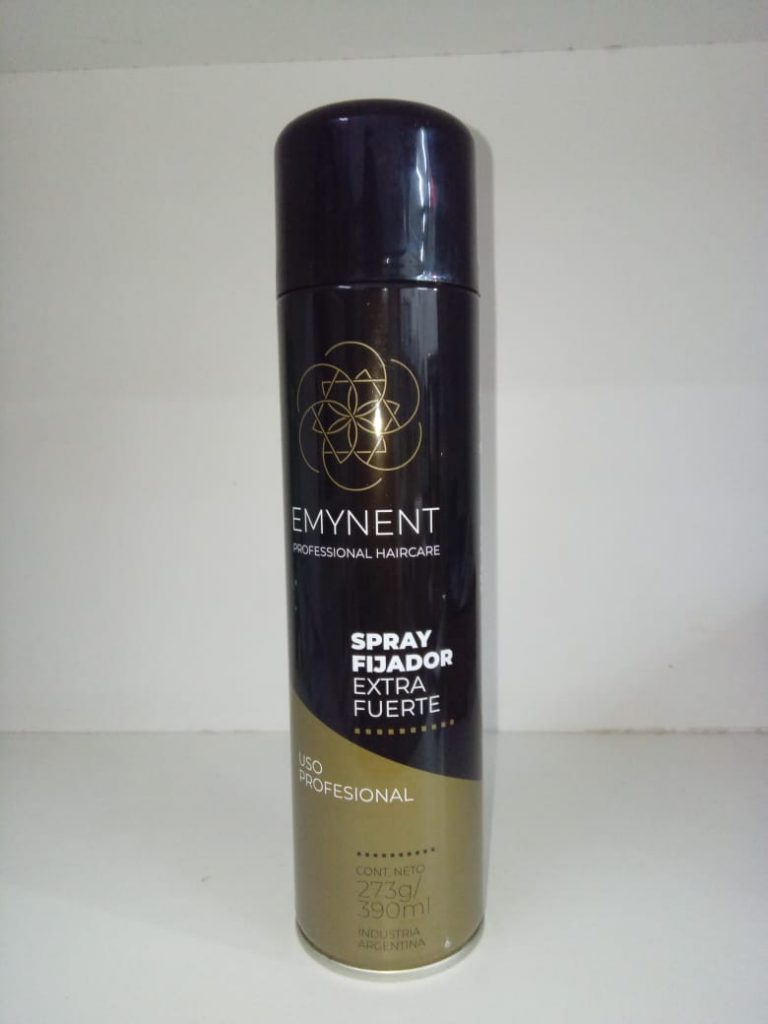 EMYNENT
PROFESSIONAL HAIRCARE
SPRAY
FIJADOR
EXTRA
FUERTE
USO
PROFESIONAL
CONT. NETO
273g/
390ml
INDUSTRIA
ARGENTINA